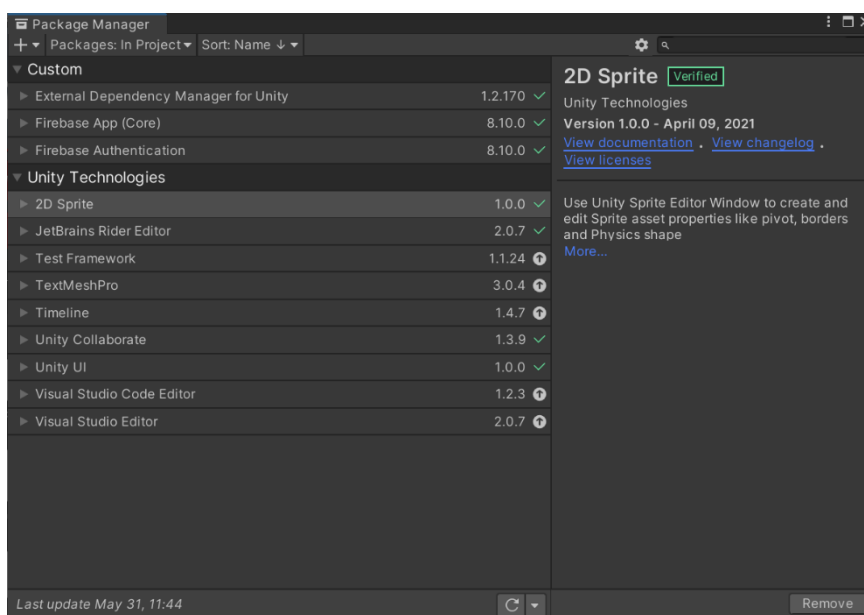 Package Manager
+ Packages: In Project Sort: Name ↓
Custom
External Dependency Manager for Unity 1.2.170
Firebase App (Core) 8.10.0
Firebase Authentication 8.10.0
Unity Technologies
2D Sprite 1.0.0
JetBrains Rider Editor 2.0.7
Test Framework 1.1.24
TextMeshPro 3.0.4
Timeline 1.4.7
Unity Collaborate 1.3.9
Unity UI 1.0.0
Visual Studio Code Editor 1.2.3
Visual Studio Editor 2.0.7
Last update May 31, 11:44
2D Sprite Verified
Unity Technologies
Version 1.0.0 - April 09, 2021
View documentation . View changelog .
View licenses
Use Unity Sprite Editor Window to create and
edit Sprite asset properties like pivot, borders
and Physics shape
More...
Remove